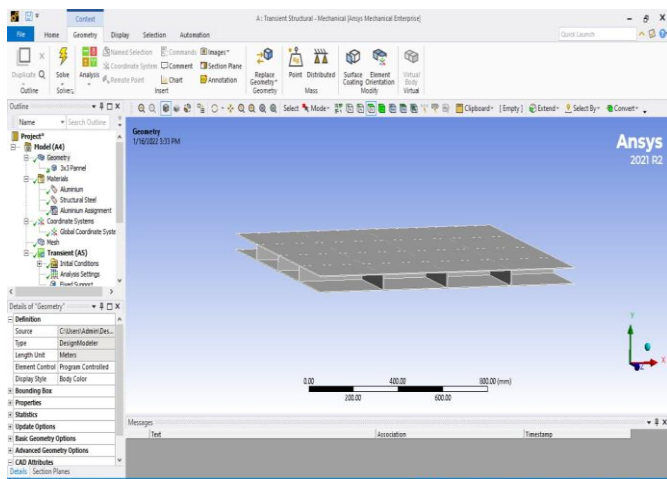 Context
A : Transient Structural - Mechanical [Ansys Mechanical Enterprise]
File Home Geometry Display Selection Automation
Quick Launch
Duplicate
Outline
Solve
Solver
Analysis
Named Selection
Coordinate System
Remote Point
Commands
Comment
Chart
Images
Section Plane
Annotation
Insert
Replace Geometry
Geometry
Point Distributed
Mass
Surface Coating
Element Orientation
Modify
Virtual Body
Virtual
Outline
Name Search Outline
Select Mode Clipboard [Empty] Extend Select By Convert
Project*
Model (A4)
Geometry
3x3 Pannel
Materials
Aluminium
Structural Steel
Aluminiun Assignment
Coordinate Systems
Global Coordinate Syste
Mesh
Transient (A5)
Initial Conditions
Analysis Settings
Fixed Support
Geometry
1/16/2022 3:33 PM
Ansys
2021 R2
Details of "Geometry"
Definition
Source C:\Users\Admin\Des...
Type DesignModeler
Length Unit Meters
Element Control Program Controlled
Display Style Body Color
Bounding Box
Properties
Statistics
Update Options
Basic Geometry Options
Advanced Geometry Options
CAD Attributes
Details Section Planes
0.00 400.00 800.00 (mm)
200.00 600.00
Y
X
Messages
Text Association Timestamp